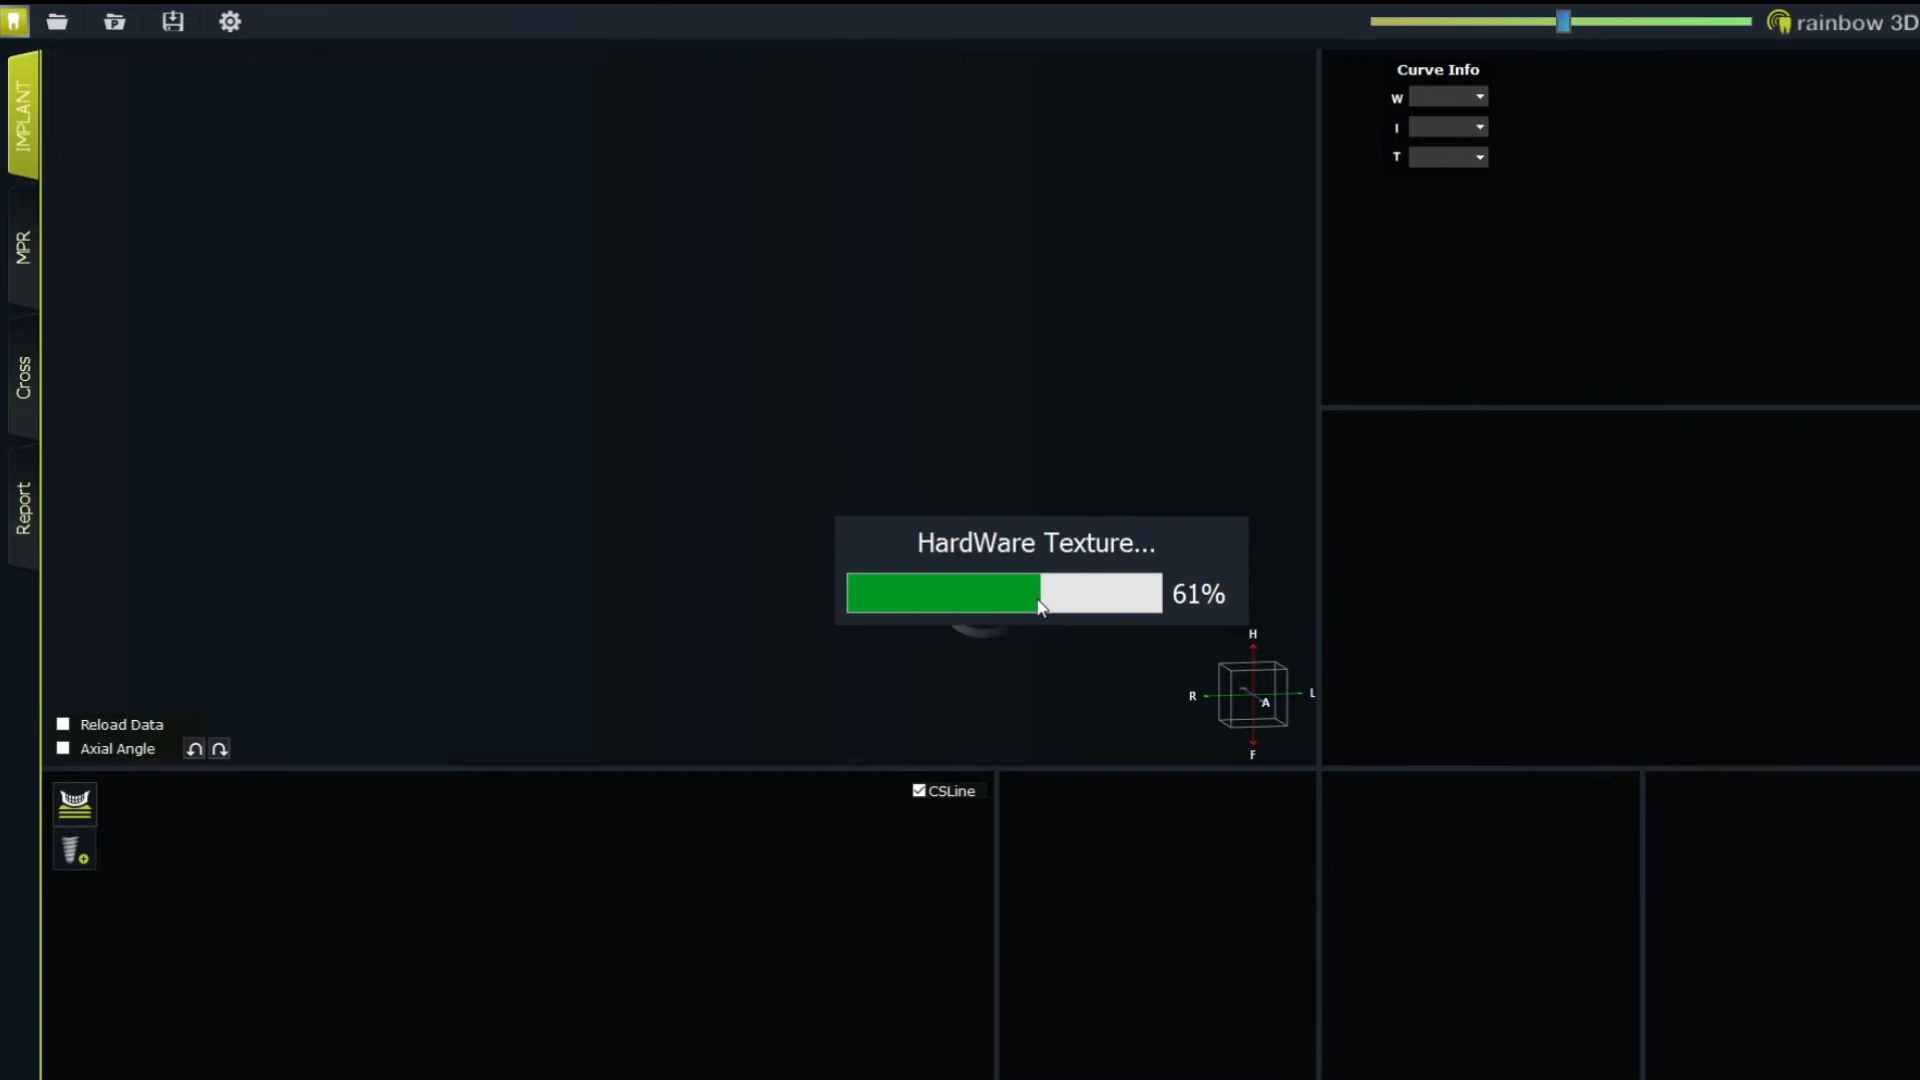 rainbow 3D
IMPLANT
MPR
Cross
Report
Curve Info
W
I
T
HardWare Texture...
61%
H
R
L
A
F
Reload Data
Axial Angle
CSLine